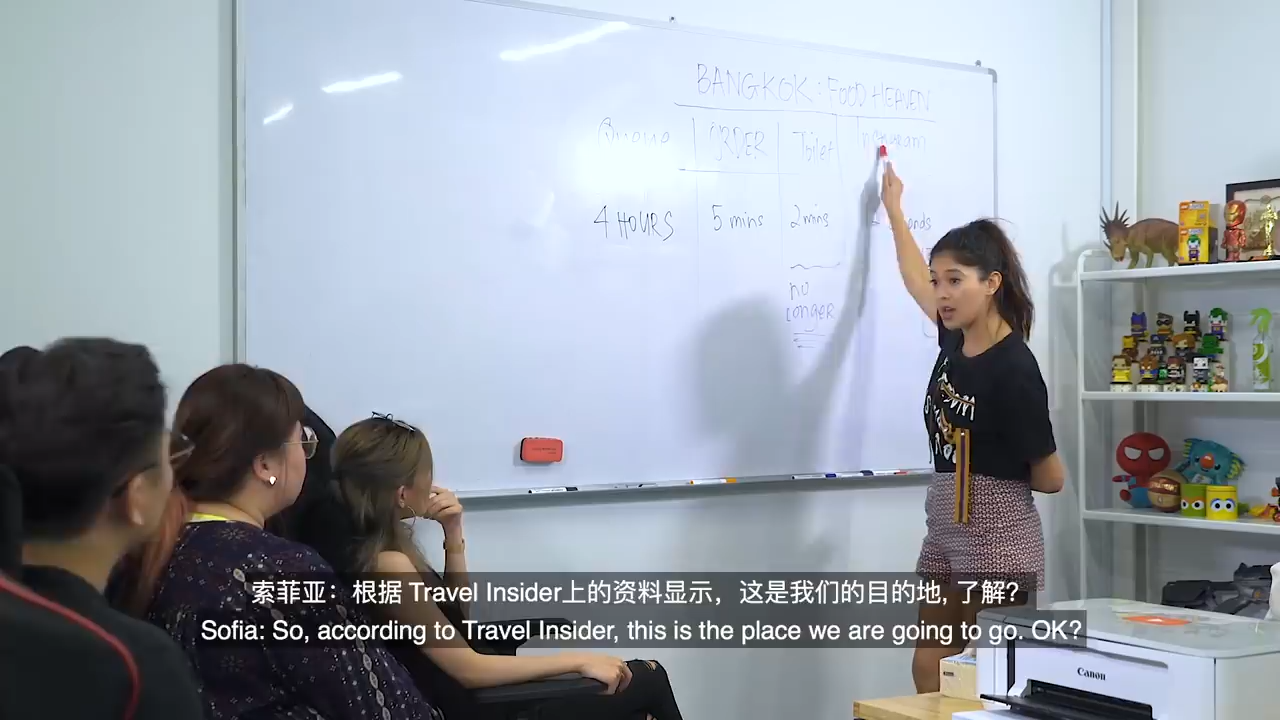 BANGKOK: FOOD HEAVEN
Queue ORDER Toilet
4 HOURS 5 mins 2 mins
no
longer
索菲亚：根据 Travel Insider上的资料显示，这是我们的目的地, 了解?
Sofia: So, according to Travel Insider, this is the place we are going to go. OK?
Canon